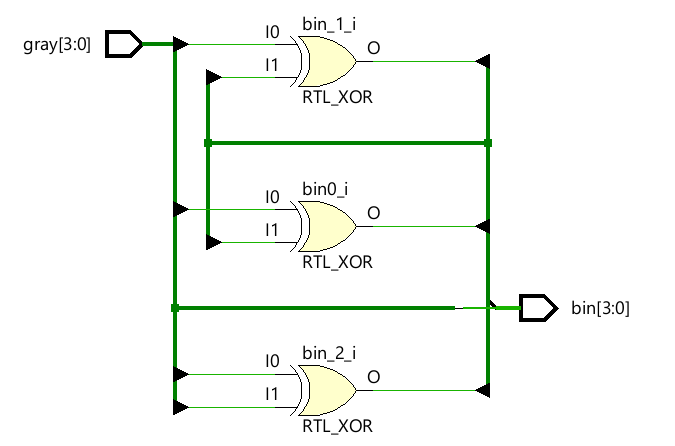 bin_1_i
gray[3:0]
I0
O
I1
RTL_XOR
bin0_i
I0
O
I1
RTL_XOR
bin[3:0]
bin_2_i
I0
O
I1
RTL_XOR